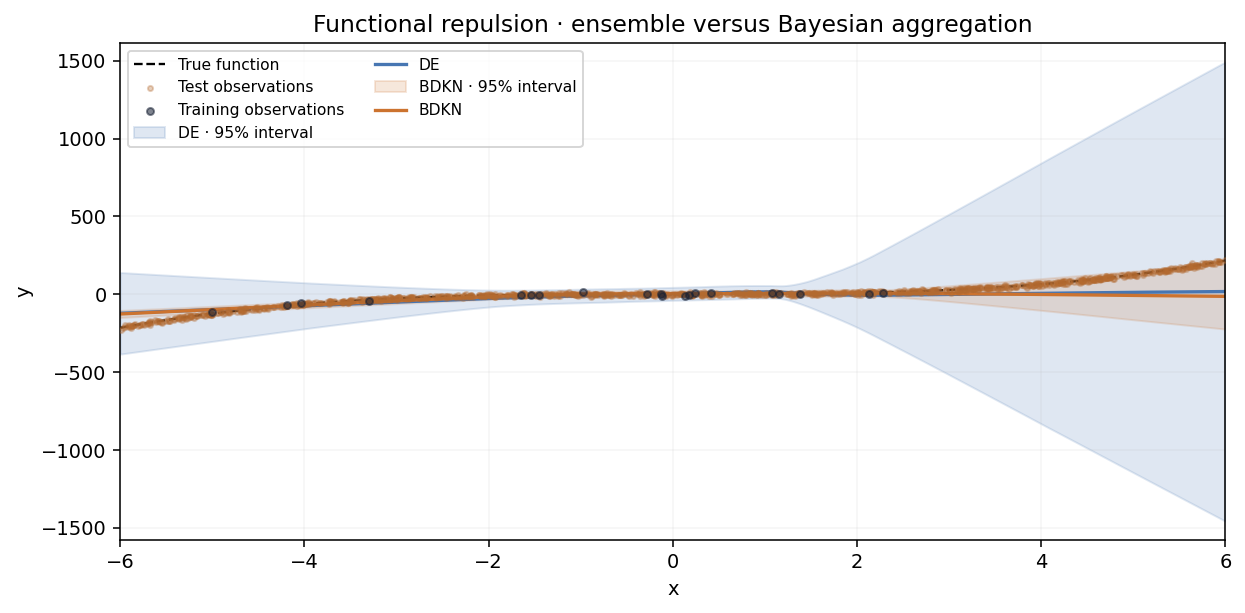 Functional repulsion · ensemble versus Bayesian aggregation
True function
Test observations
Training observations
DE · 95% interval
DE
BDKN · 95% interval
BDKN
1500
1000
500
0
−500
−1000
−1500
y
−6
−4
−2
0
2
4
6
x